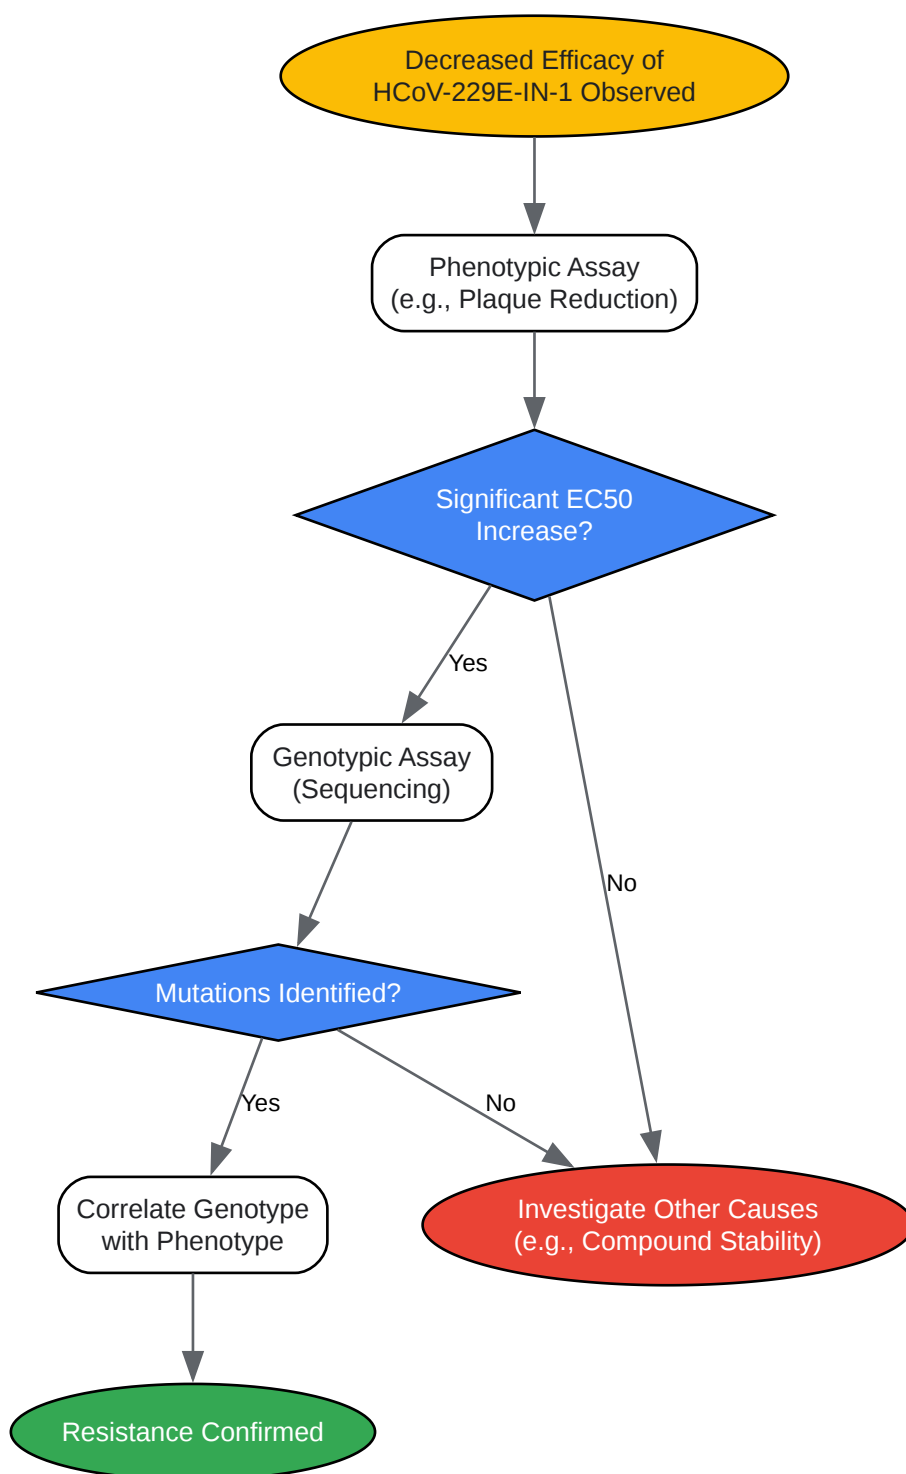 Decreased Efficacy of
HCoV-229E-IN-1 Observed
Phenotypic Assay
(e.g., Plaque Reduction)
Significant EC50
Increase?
Yes
Genotypic Assay
(Sequencing)
No
Mutations Identified?
Yes
No
Correlate Genotype
with Phenotype
Investigate Other Causes
(e.g., Compound Stability)
Resistance Confirmed